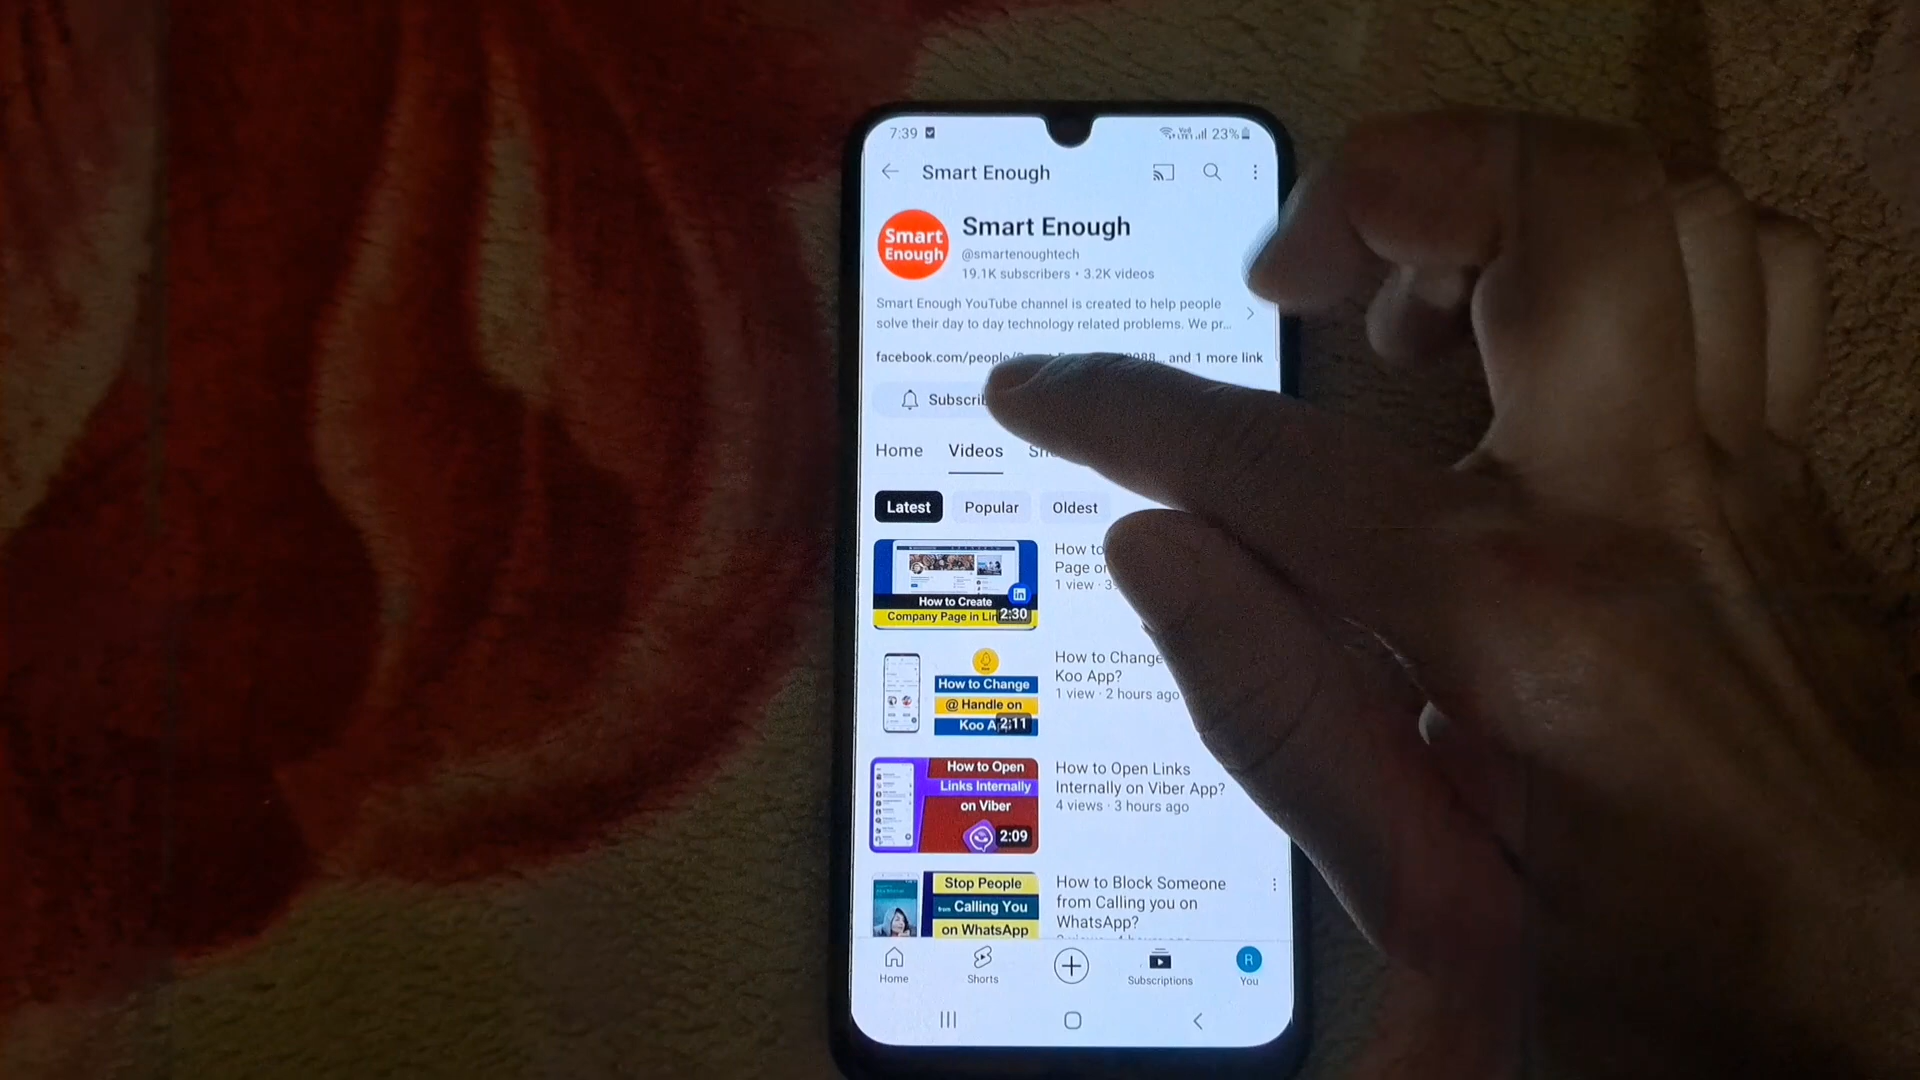 7:39 23%
Smart Enough
Smart Enough
Smart Enough
@smartenoughtech
19.1K subscribers • 3.2K videos
Smart Enough YouTube channel is created to help people
solve their day to day technology related problems. We pr...
facebook.com/people/ and 1 more link
Home Videos
Latest Popular Oldest
How to Create
Company Page in
2:30
How to
Page
1 view
How to Change
@ Handle on
Koo
2:11
How to Change
Koo App?
1 view · 2 hours ago
How to Open
Links Internally
on Viber
2:09
How to Open Links
Internally on Viber App?
4 views · 3 hours ago
Stop People
from Calling You
on WhatsApp
How to Block Someone
from Calling you on
WhatsApp?
Home Shorts Subscriptions R You